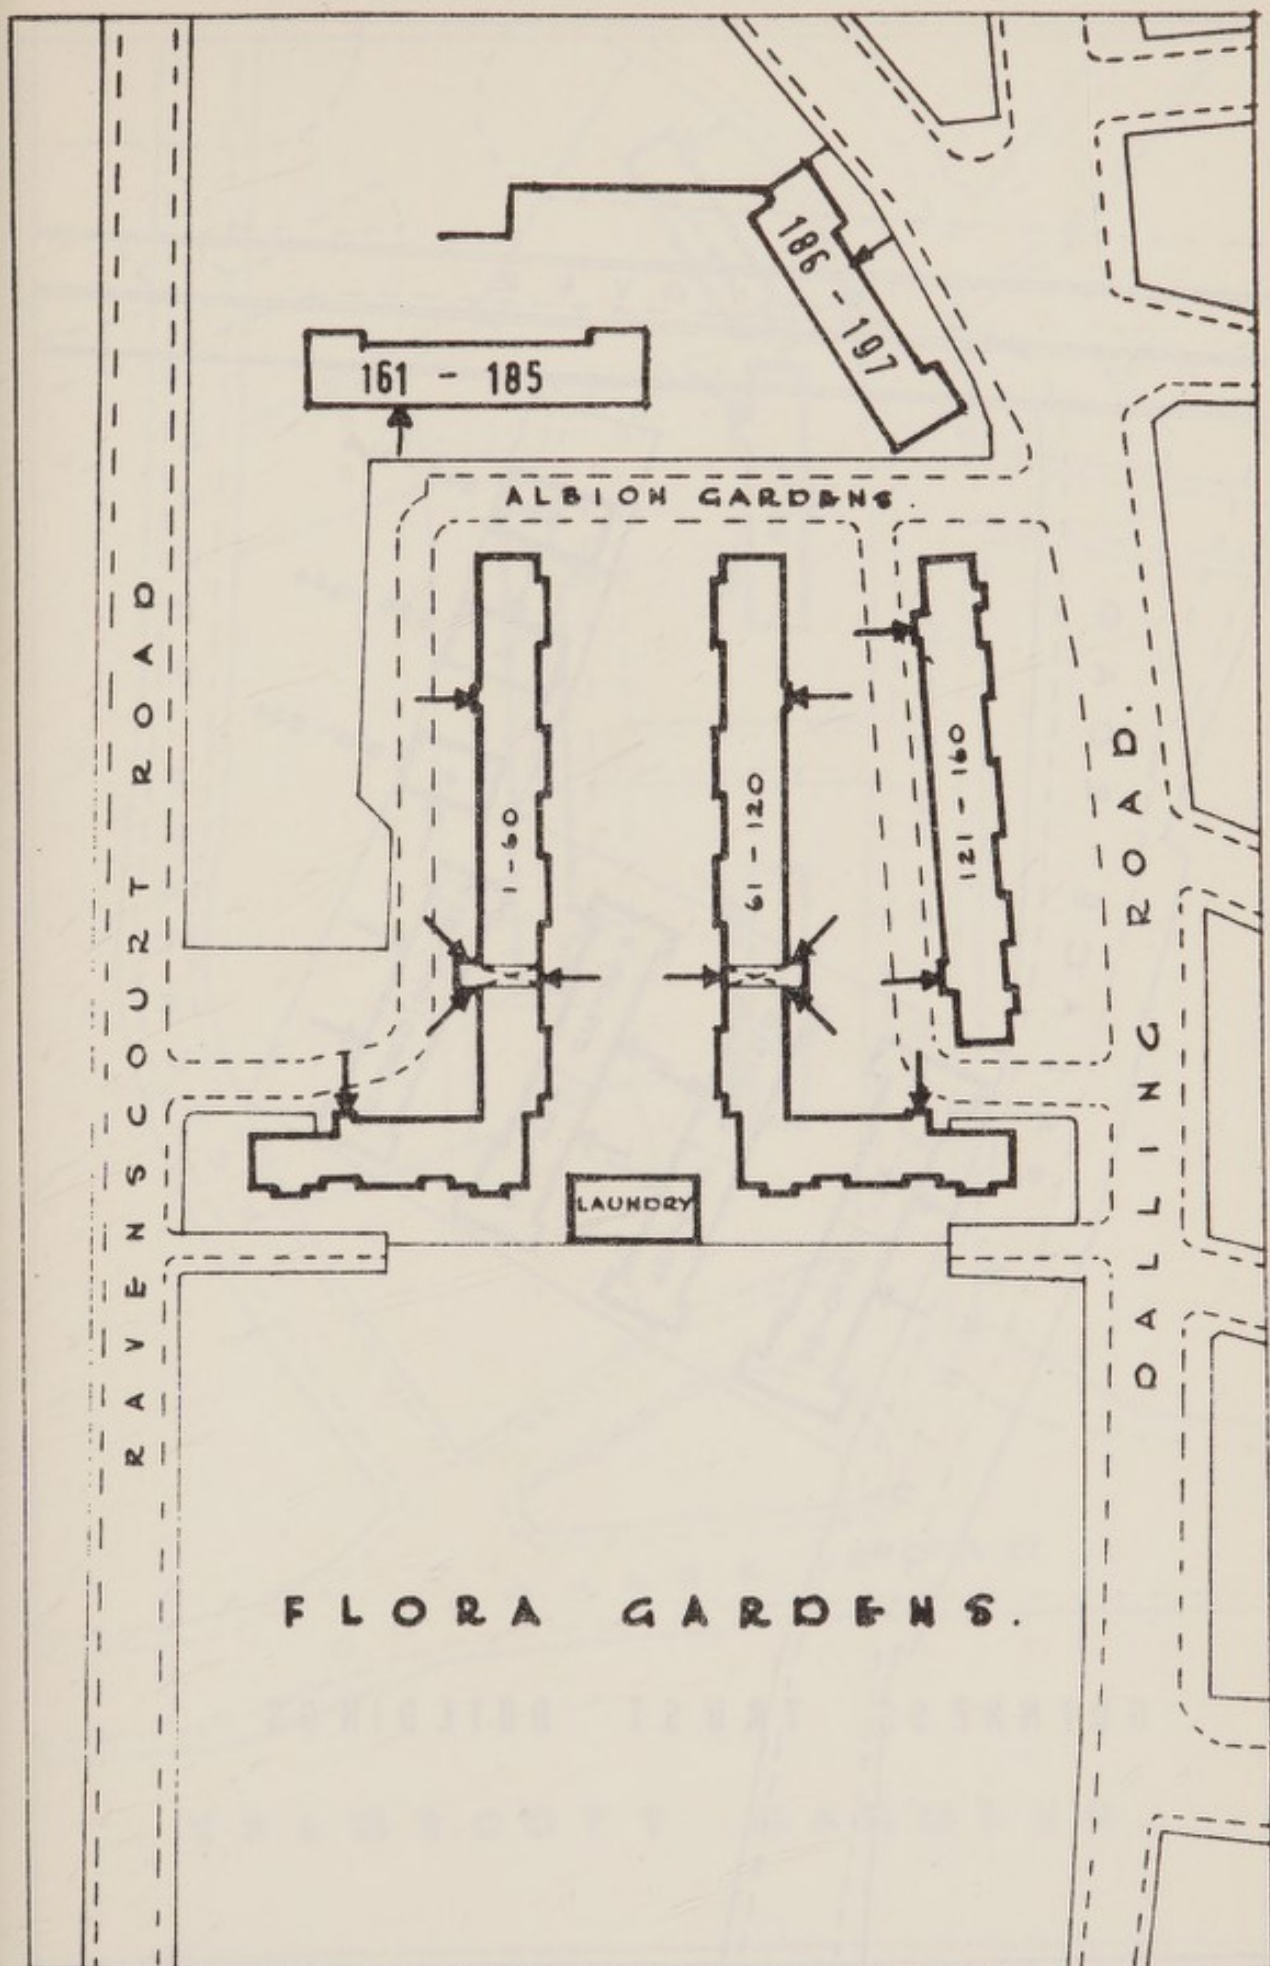 186 - 197
161 - 185
ALBION GARDENS.
RAVENSCOURT ROAD
1 - 60
61 - 120
121 - 160
DALLING ROAD.
LAUNDRY
FLORA GARDENS.